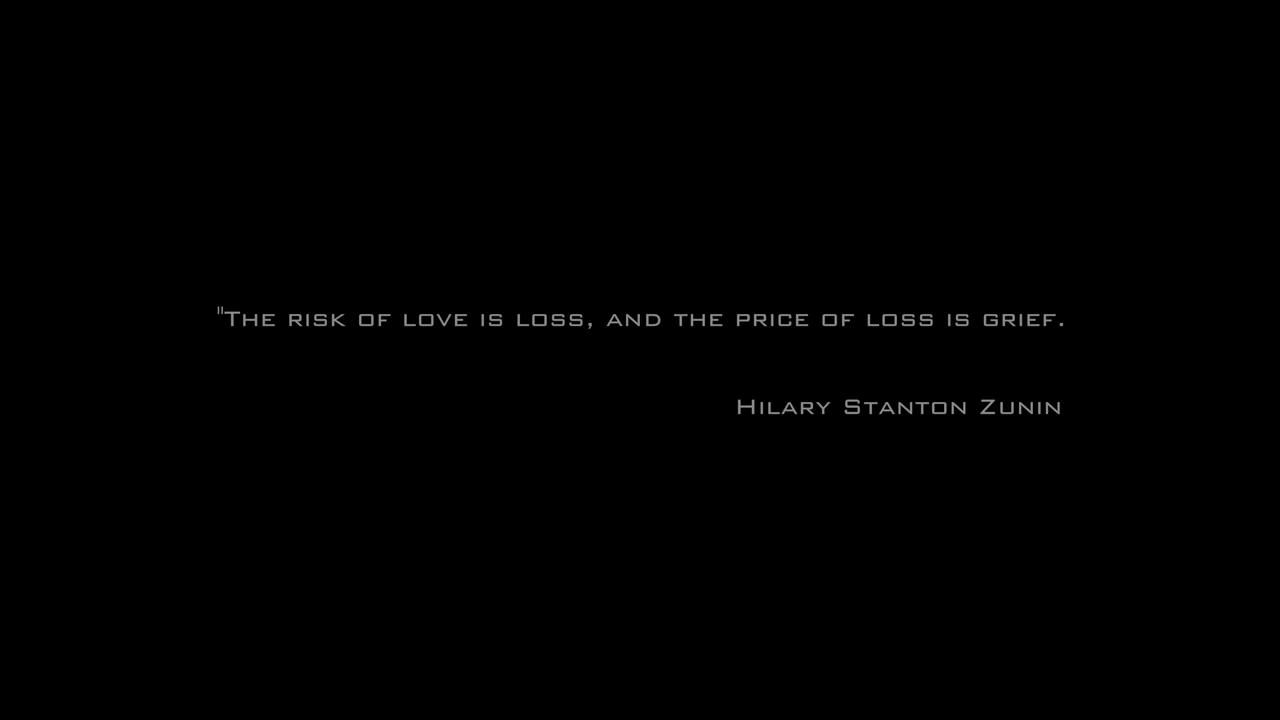 "The risk of love is loss, and the price of loss is grief.
Hilary Stanton Zunin